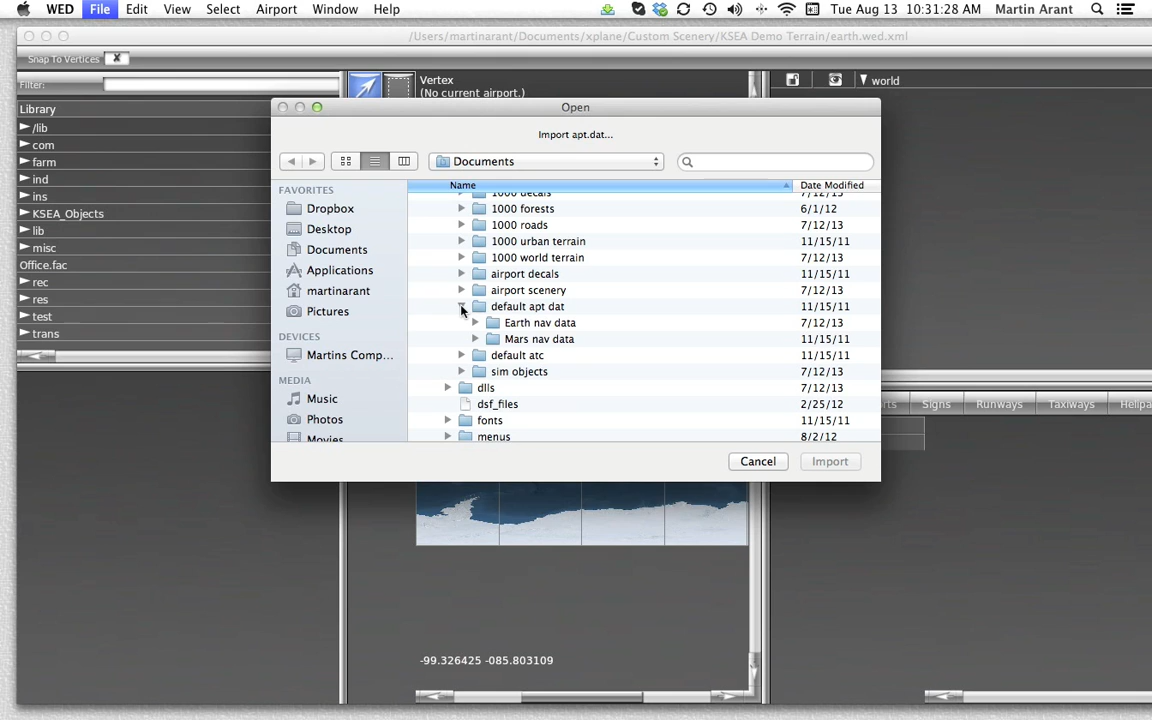 WED File Edit View Select Airport Window Help Tue Aug 13 10:31:28 AM Martin Arant
/Users/martinarant/Documents/xplane/Custom Scenery/KSEA Demo Terrain/earth.wed.xml
Snap To Vertices X
Filter:
Vertex
(No current airport.)
world
Library
/lib
com
farm
ind
ins
KSEA_Objects
lib
misc
Office.fac
rec
res
test
trans
Open
Import apt.dat...
Documents
FAVORITES
Dropbox
Desktop
Documents
Applications
martinarant
Pictures
DEVICES
Martins Comp...
MEDIA
Music
Photos
Movies
Name Date Modified
1000 decals 7/12/13
1000 forests 6/1/12
1000 roads 7/12/13
1000 urban terrain 11/15/11
1000 world terrain 7/12/13
airport decals 11/15/11
airport scenery 7/12/13
default apt dat 11/15/11
Earth nav data 7/12/13
Mars nav data 11/15/11
default atc 11/15/11
sim objects 7/12/13
dlls 7/12/13
dsf_files 2/25/12
fonts 11/15/11
menus 8/2/12
Cancel Import
rts Signs Runways Taxiways Helipa
-99.326425 -085.803109